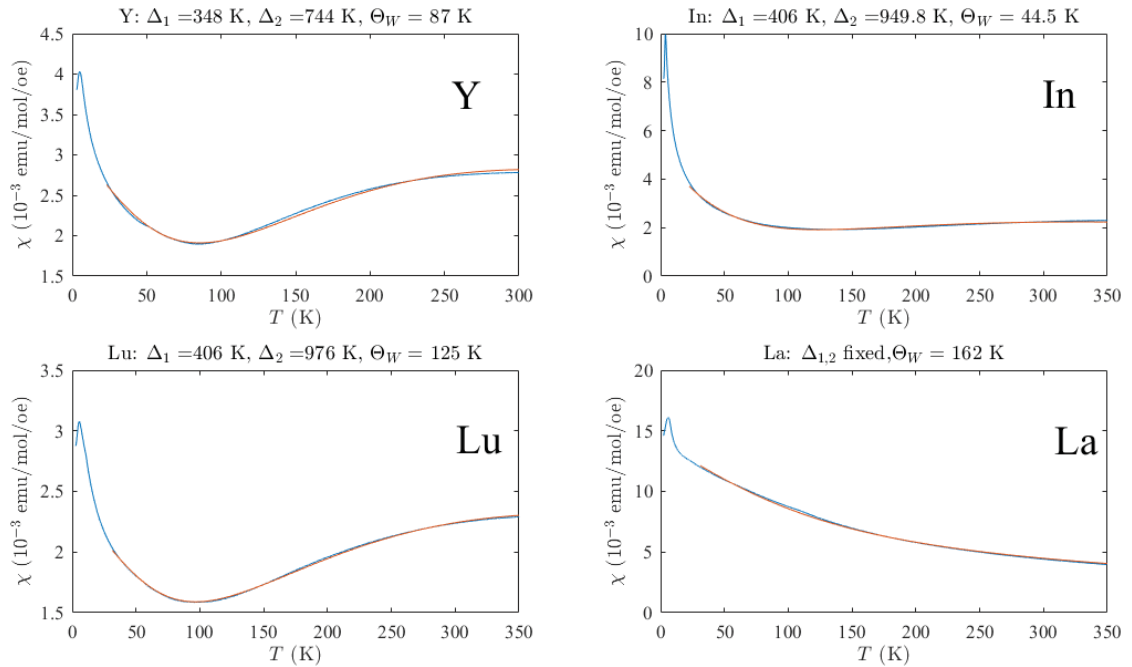 Y: Δ₁ =348 K, Δ₂ =744 K, Θ_W = 87 K
4.5
4
3.5
3
2.5
2
1.5
χ (10⁻³ emu/mol/oe)
Y
0 50 100 150 200 250 300
T (K)
In: Δ₁ =406 K, Δ₂ =949.8 K, Θ_W = 44.5 K
10
8
6
4
2
0
χ (10⁻³ emu/mol/oe)
In
0 50 100 150 200 250 300 350
T (K)
Lu: Δ₁ =406 K, Δ₂ =976 K, Θ_W = 125 K
3.5
3
2.5
2
1.5
χ (10⁻³ emu/mol/oe)
Lu
0 50 100 150 200 250 300 350
T (K)
La: Δ₁,₂ fixed,Θ_W = 162 K
20
15
10
5
0
χ (10⁻³ emu/mol/oe)
La
0 50 100 150 200 250 300 350
T (K)